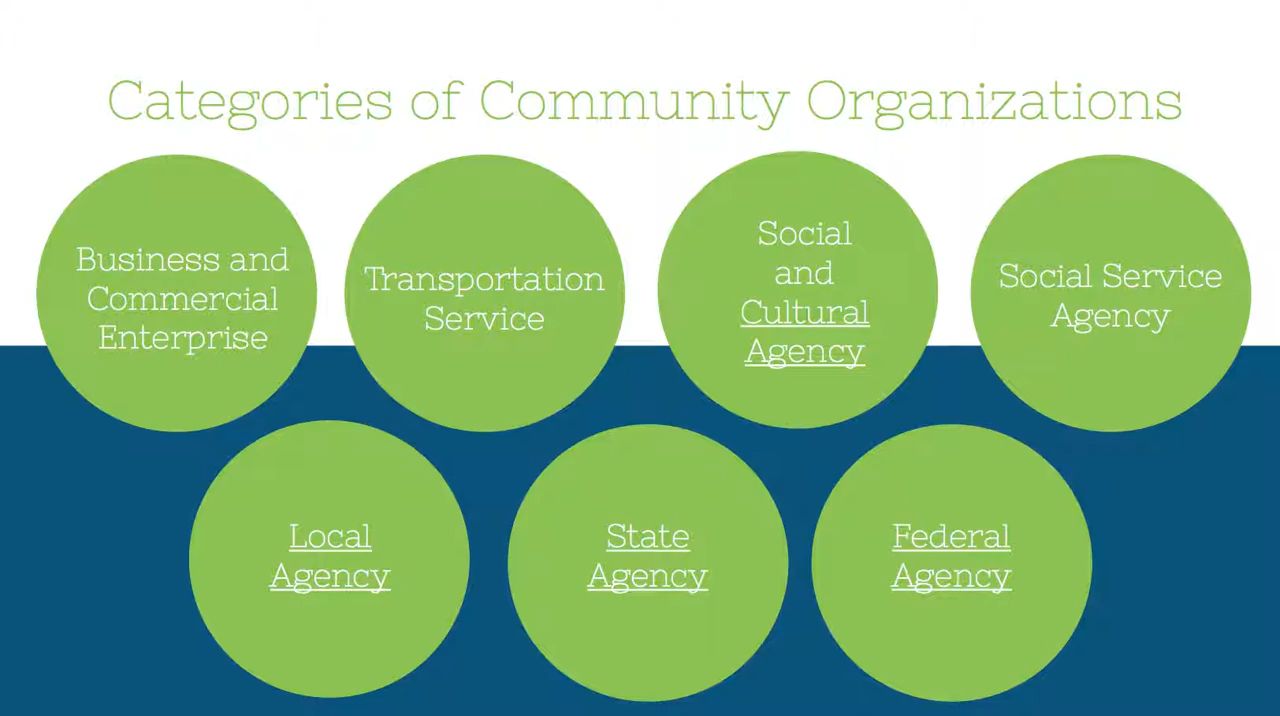 Categories of Community Organizations
Business and
Commercial
Enterprise
Transportation
Service
Social
and
Cultural
Agency
Social Service
Agency
Local
Agency
State
Agency
Federal
Agency